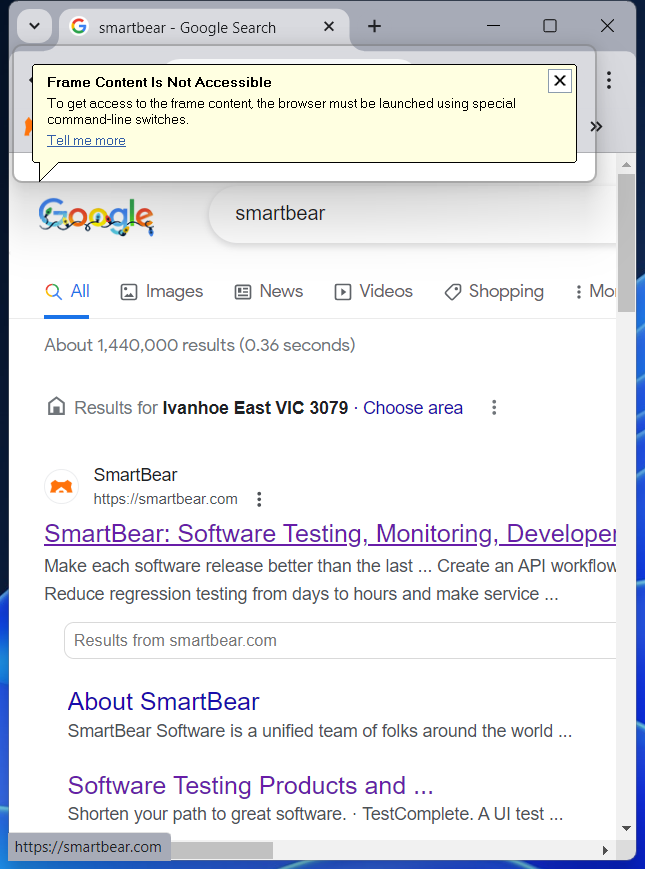 smartbear - Google Search
Frame Content Is Not Accessible
To get access to the frame content, the browser must be launched using special
command-line switches.
Tell me more
Google
smartbear
All
Images
News
Videos
Shopping
Mo
About 1,440,000 results (0.36 seconds)
Results for Ivanhoe East VIC 3079 · Choose area
SmartBear
https://smartbear.com
SmartBear: Software Testing, Monitoring, Developer
Make each software release better than the last ... Create an API workflow
Reduce regression testing from days to hours and make service ...
Results from smartbear.com
About SmartBear
SmartBear Software is a unified team of folks around the world ...
Software Testing Products and ...
Shorten your path to great software. · TestComplete. A UI test ...
https://smartbear.com